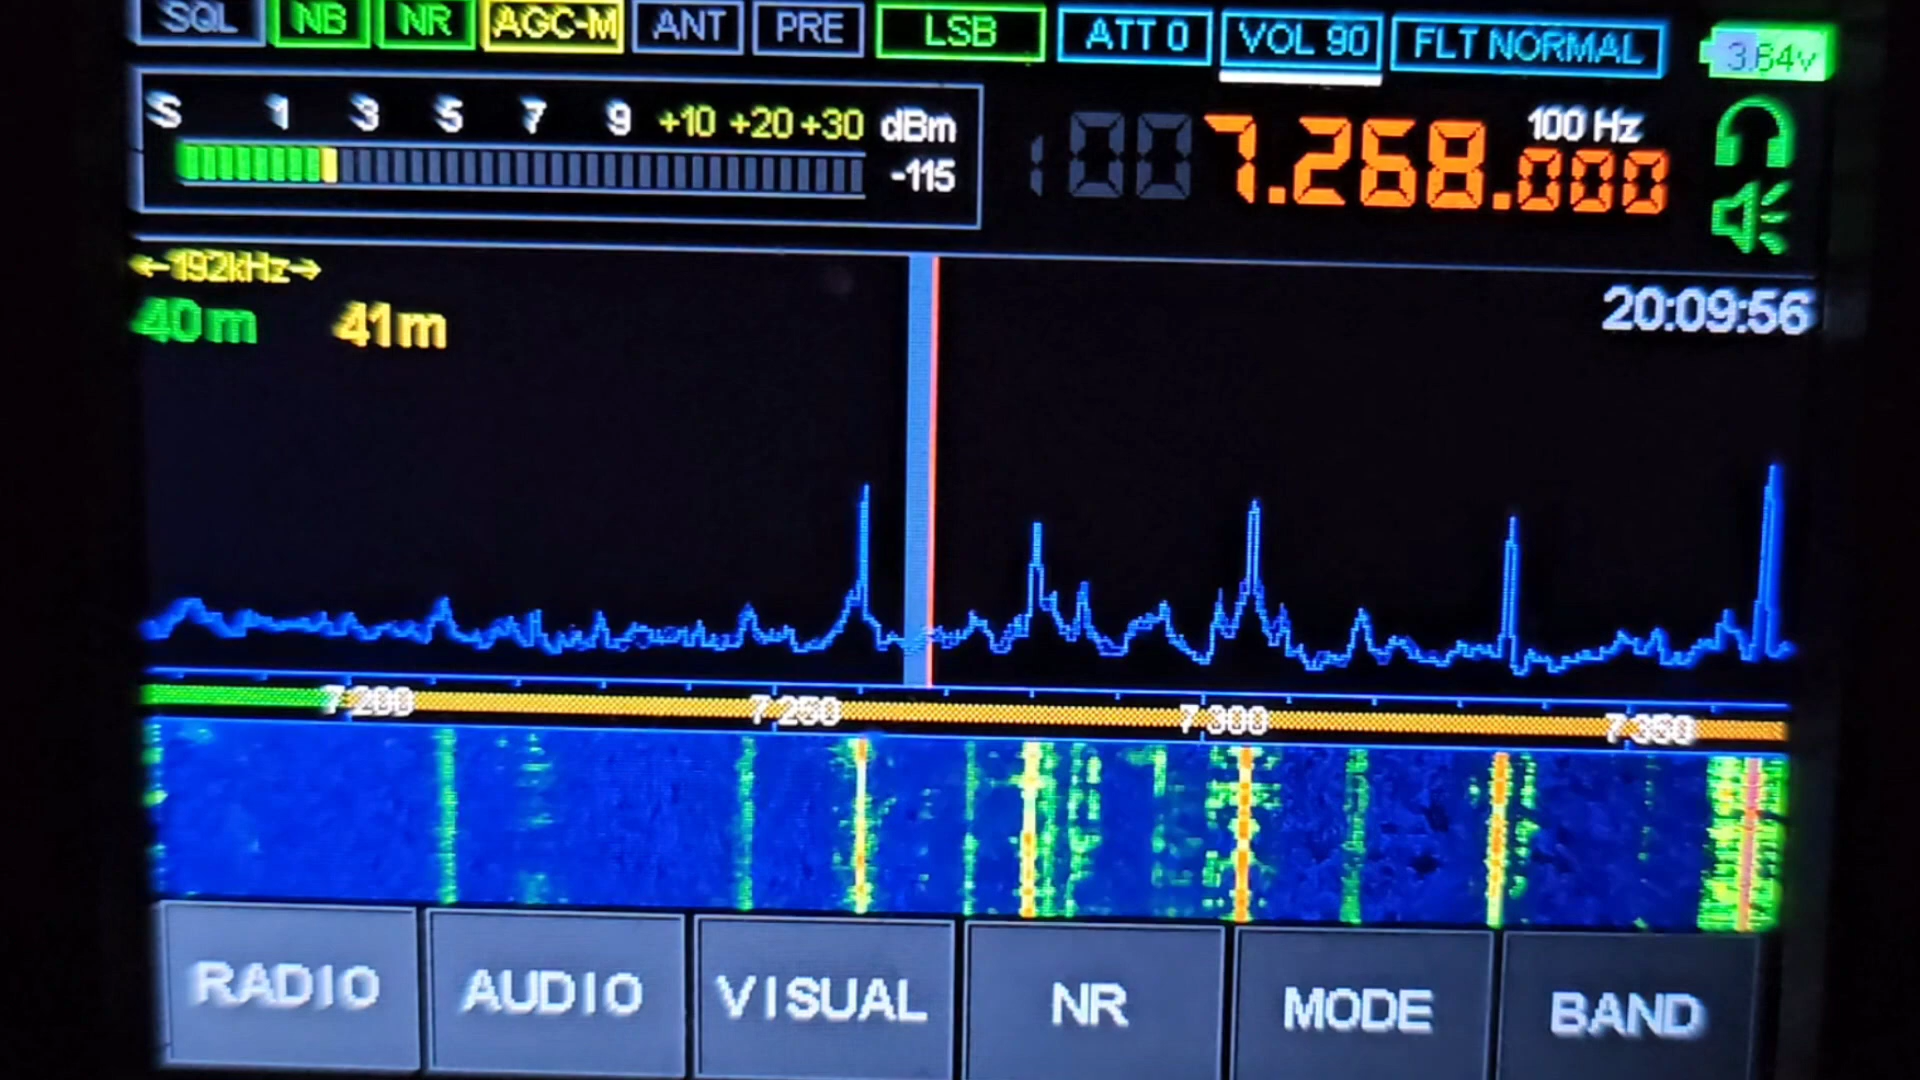 SQL NB NR AGC-M ANT PRE LSB ATT 0 VOL 90 FLT NORMAL 3.64v
S 1 3 5 7 9 +10 +20 +30 dBm
-115
100 Hz
7.268.000
←192kHz→
40m 41m
20:09:56
7.200 7.250 7.300 7.350
RADIO AUDIO VISUAL NR MODE BAND